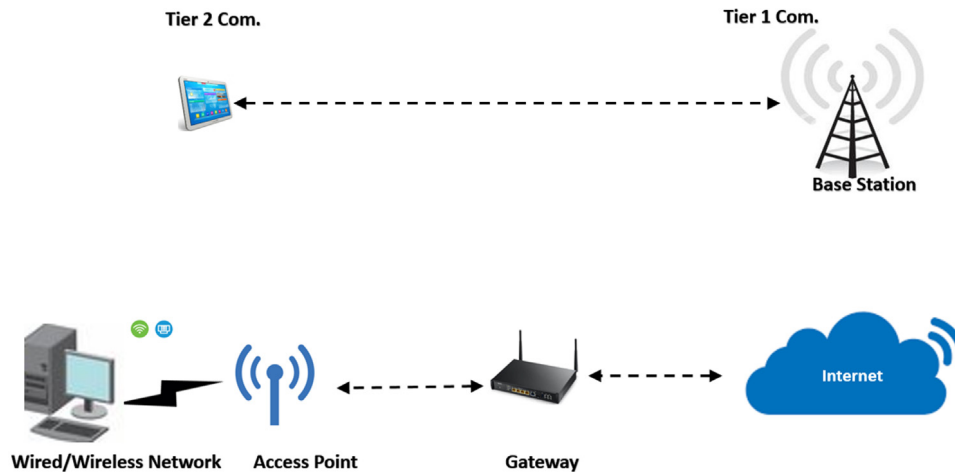 Tier 2 Com.
Tier 1 Com.
Base Station
Internet
Wired/Wireless Network
Access Point
Gateway